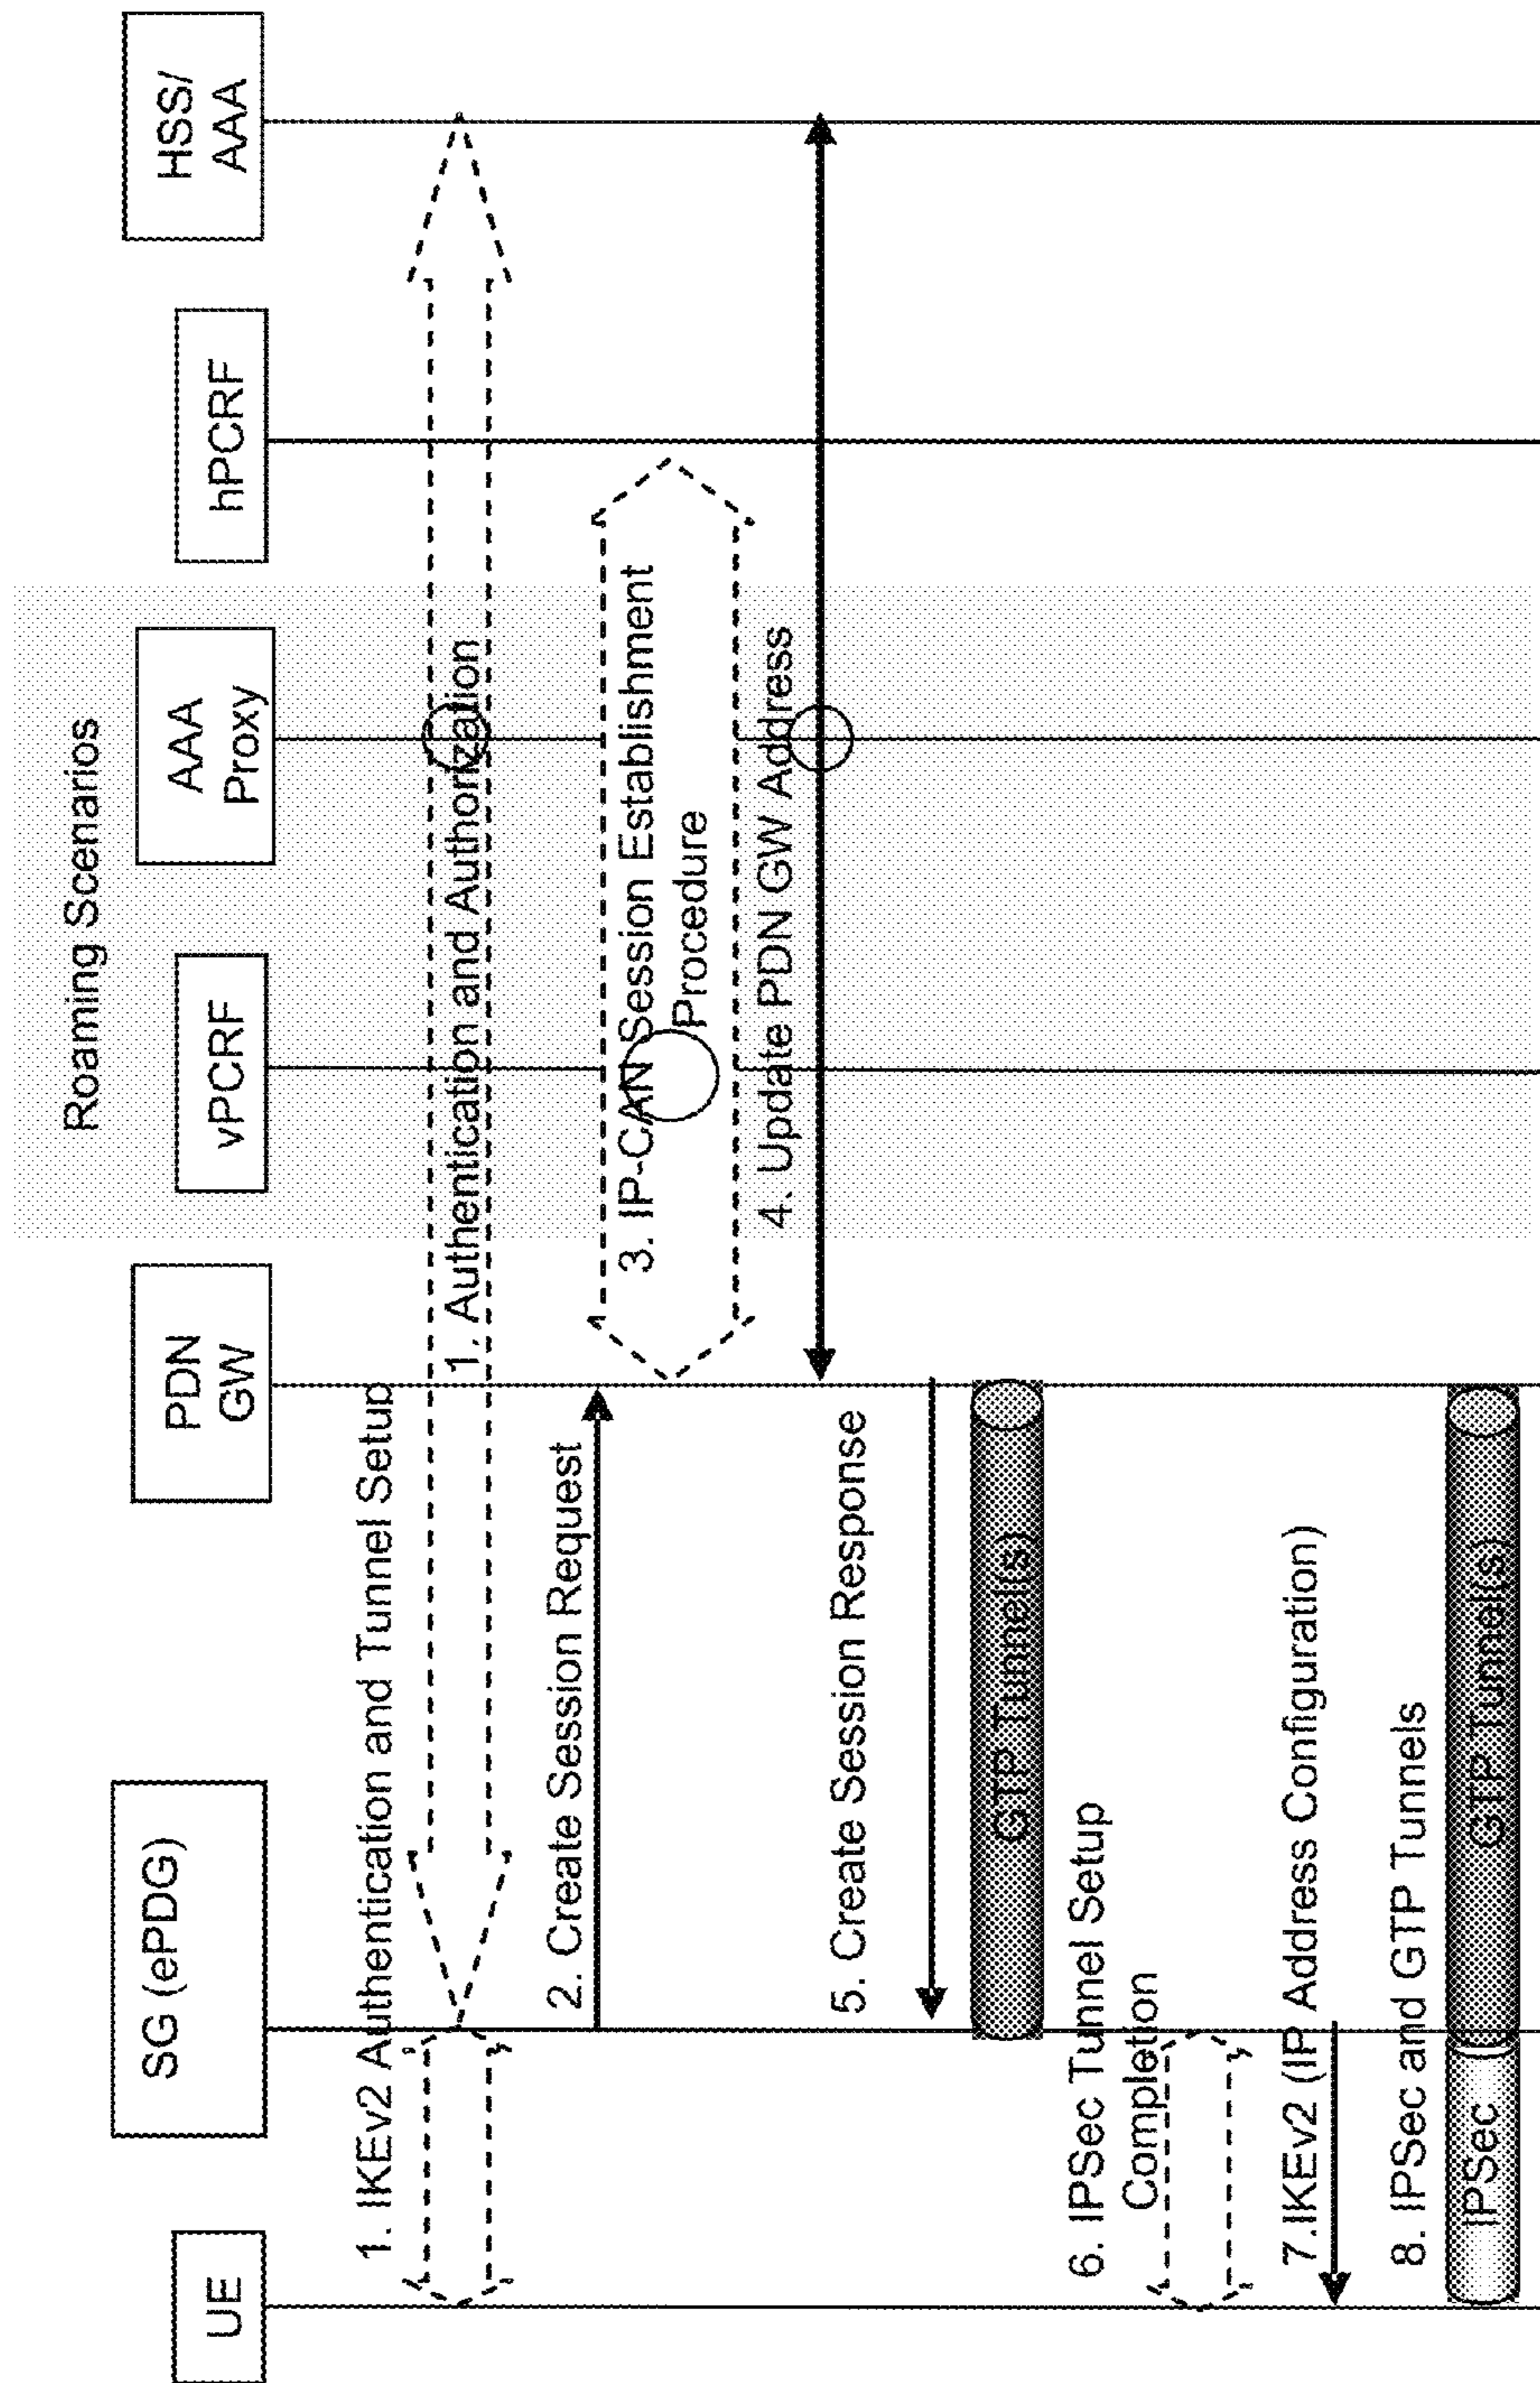 Roaming Scenarios
UE
SG (ePDG)
PDN
GW
vPCRF
AAA
Proxy
hPCRF
HSS/
AAA
1. IKEv2 Authentication and Tunnel Setup
1. Authentication and Authorization
2. Create Session Request
3. IP-CAN Session Establishment
Procedure
4. Update PDN GW Address
5. Create Session Response
GTP Tunnel(s)
6. IPSec Tunnel Setup
Completion
7.IKEv2 (IP Address Configuration)
8. IPSec and GTP Tunnels
IPSec
GTP Tunnel(s)